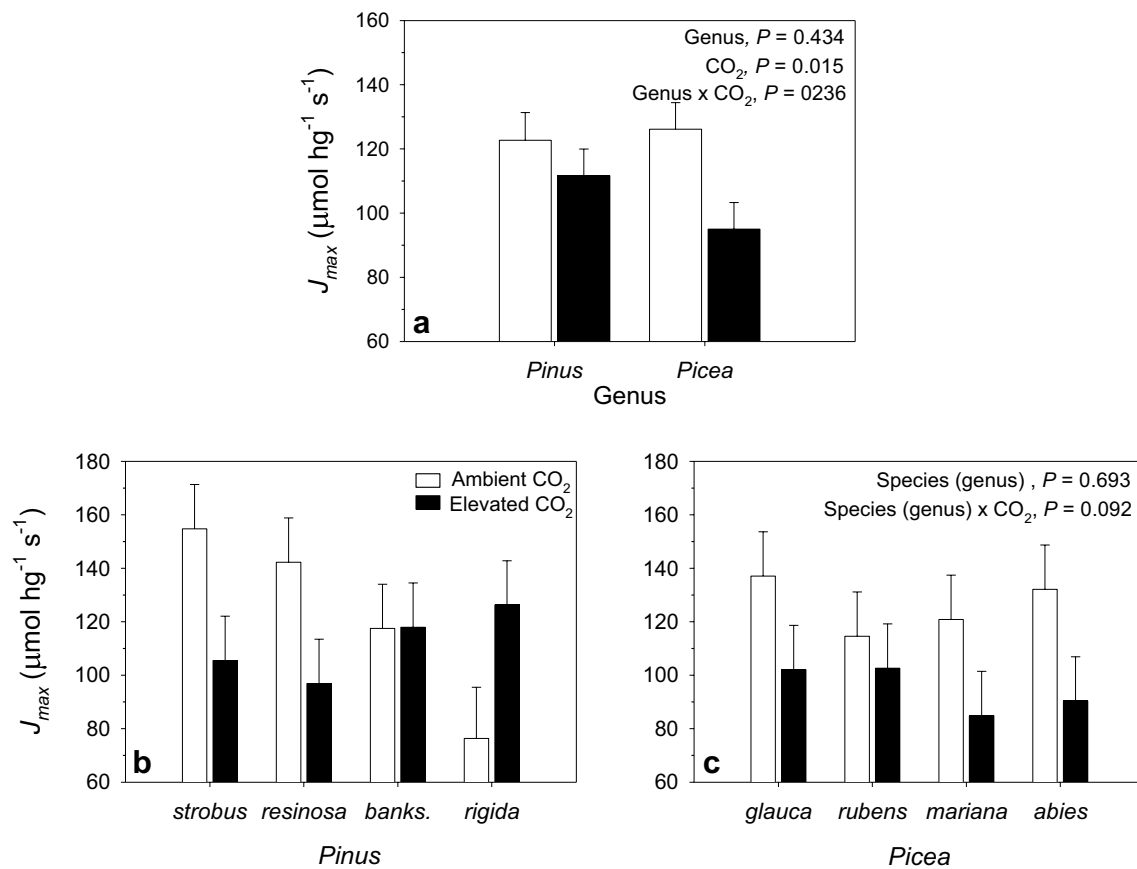 160
140
120
100
80
60
J_max (µmol hg⁻¹ s⁻¹)
Genus, P = 0.434
CO₂, P = 0.015
Genus x CO₂, P = 0236
a
Pinus Picea
Genus
180
160
140
120
100
80
60
J_max (µmol hg⁻¹ s⁻¹)
Ambient CO₂
Elevated CO₂
b
strobus resinosa banks. rigida
Pinus
180
160
140
120
100
80
60
Species (genus) , P = 0.693
Species (genus) x CO₂, P = 0.092
c
glauca rubens mariana abies
Picea